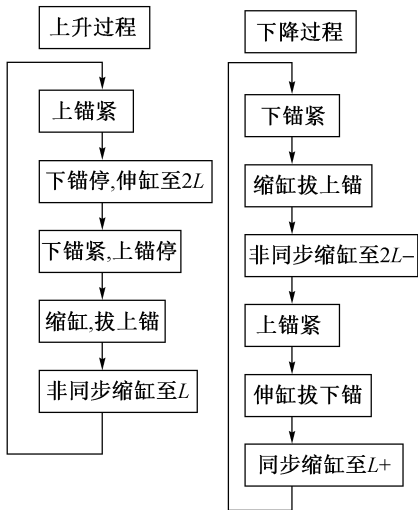 上升过程
上锚紧
下锚停,伸缸至2L
下锚紧,上锚停
缩缸,拔上锚
非同步缩缸至L
下降过程
下锚紧
缩缸拔上锚
非同步缩缸至2L−
上锚紧
伸缸拔下锚
同步缩缸至L+